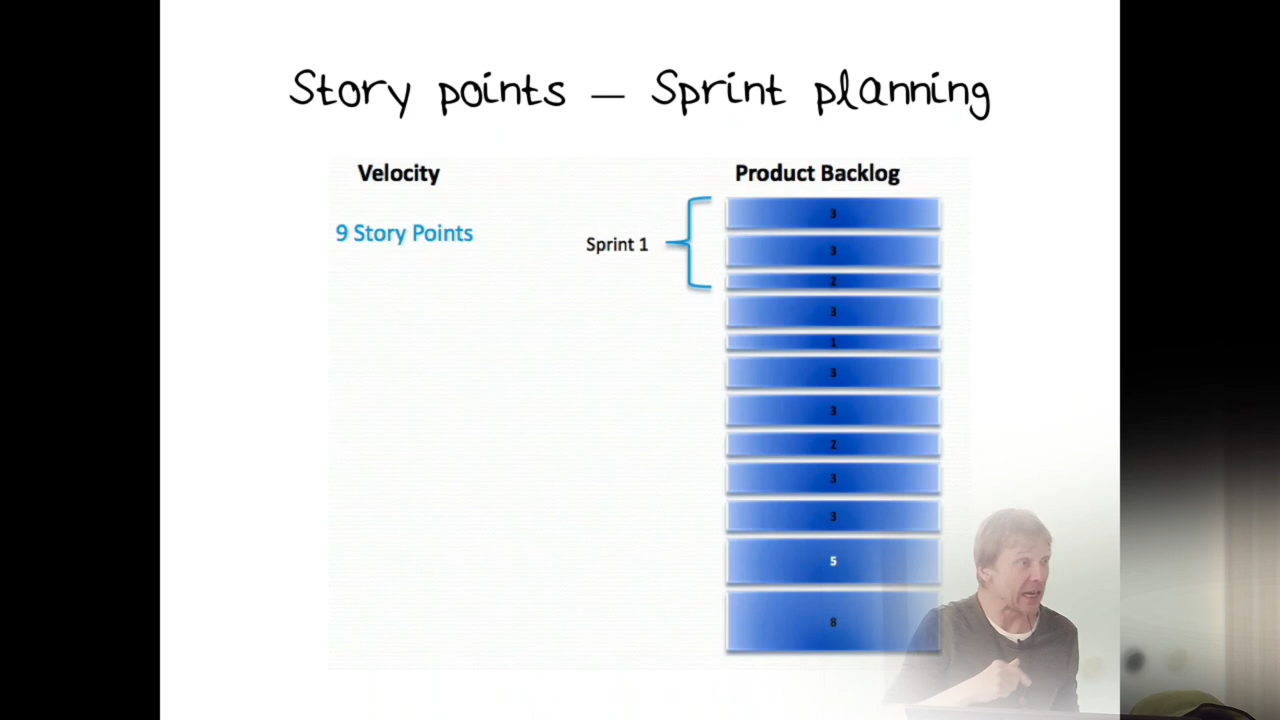 Story points – Sprint planning
Velocity
Product Backlog
9 Story Points
Sprint 1
3
3
2
3
1
3
3
2
3
3
5
8